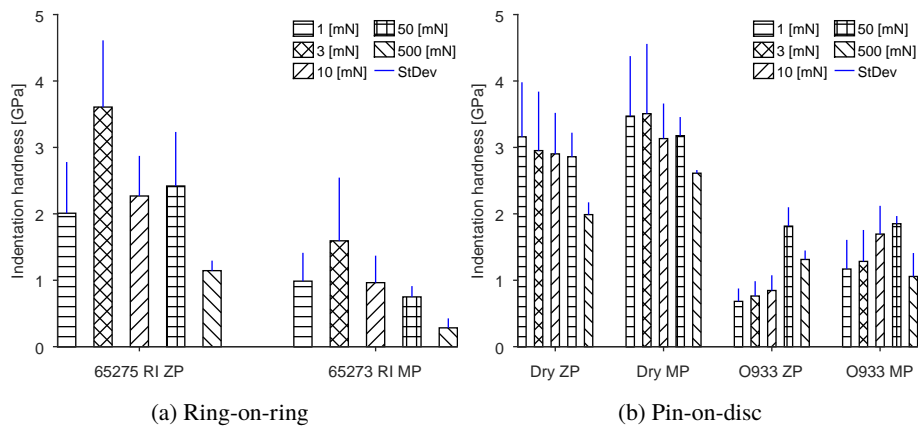 5
4
3
2
1
0
Indentation hardness [GPa]
1 [mN]
3 [mN]
10 [mN]
50 [mN]
500 [mN]
StDev
65275 RI ZP
65273 RI MP
(a) Ring-on-ring
5
4
3
2
1
0
Indentation hardness [GPa]
1 [mN]
3 [mN]
10 [mN]
50 [mN]
500 [mN]
StDev
Dry ZP
Dry MP
O933 ZP
O933 MP
(b) Pin-on-disc